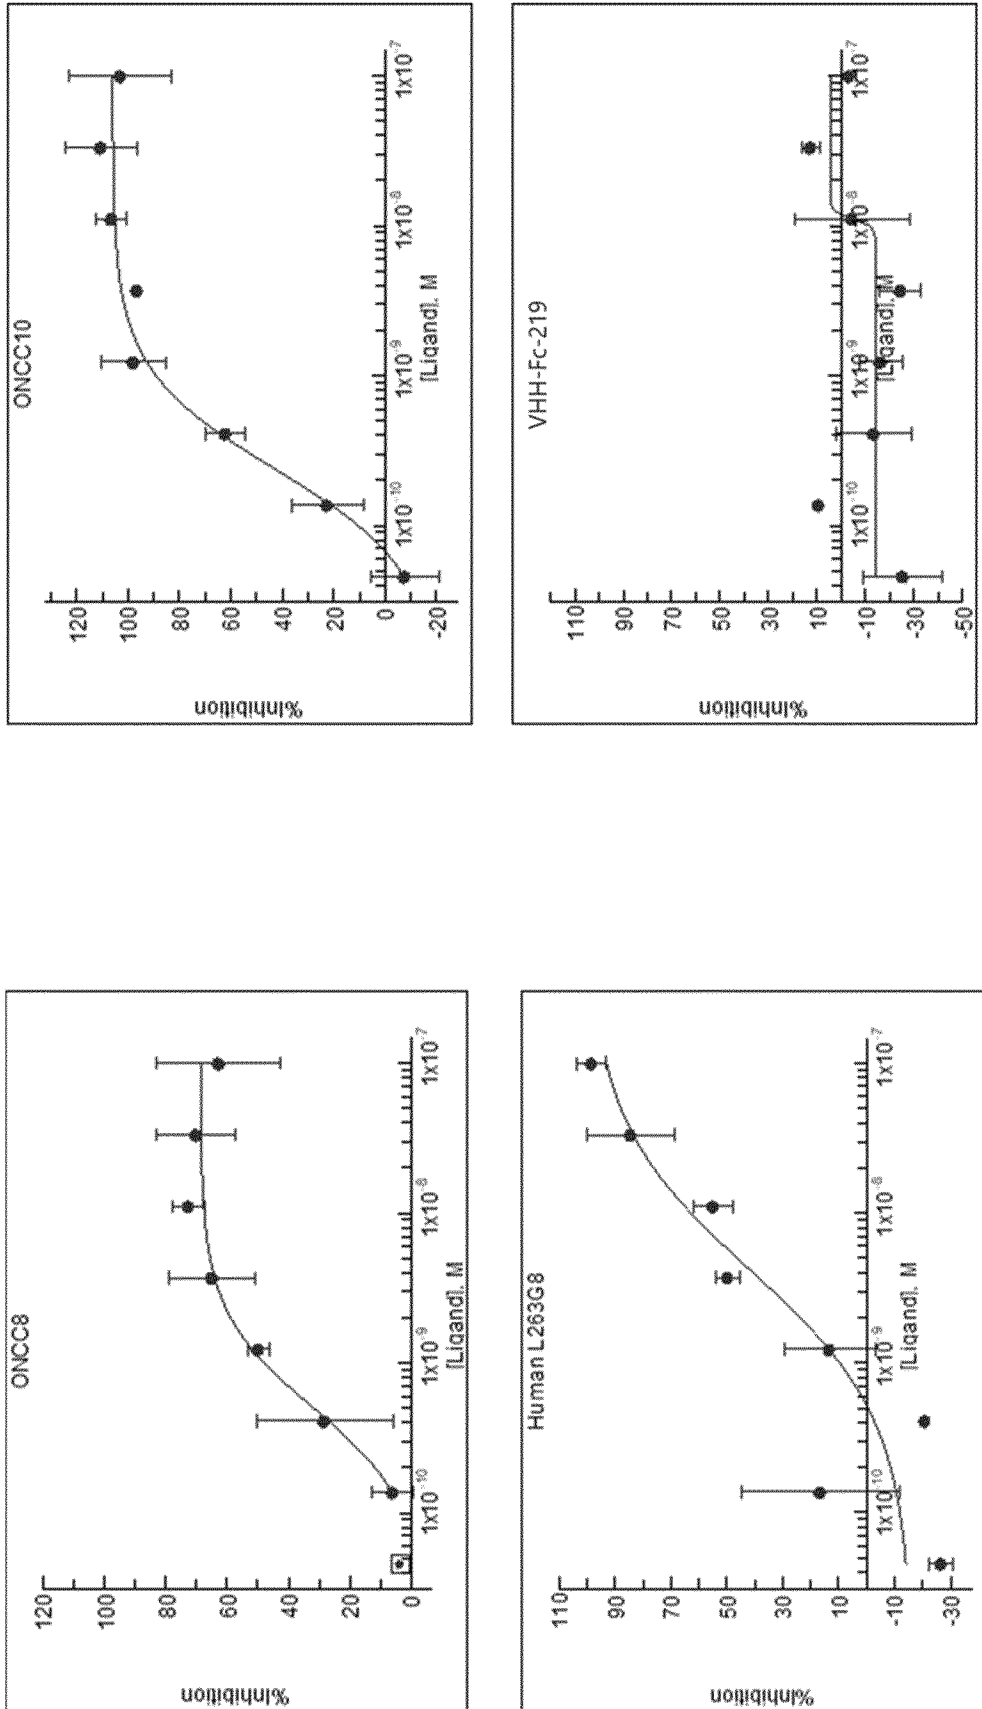 ONCC8
%Inhibition
120
100
80
60
40
20
0
1x10-10 1x10-9 1x10-8 1x10-7
[Ligand], M
ONCC10
%Inhibition
120
100
80
60
40
20
0
-20
1x10-10 1x10-9 1x10-8 1x10-7
[Ligand], M
Human L263G8
%Inhibition
110
90
70
50
30
10
-10
-30
1x10-10 1x10-9 1x10-8 1x10-7
[Ligand], M
VHH-Fc-219
%Inhibition
110
90
70
50
30
10
-10
-30
-50
1x10-10 1x10-9 1x10-8 1x10-7
[Ligand], M